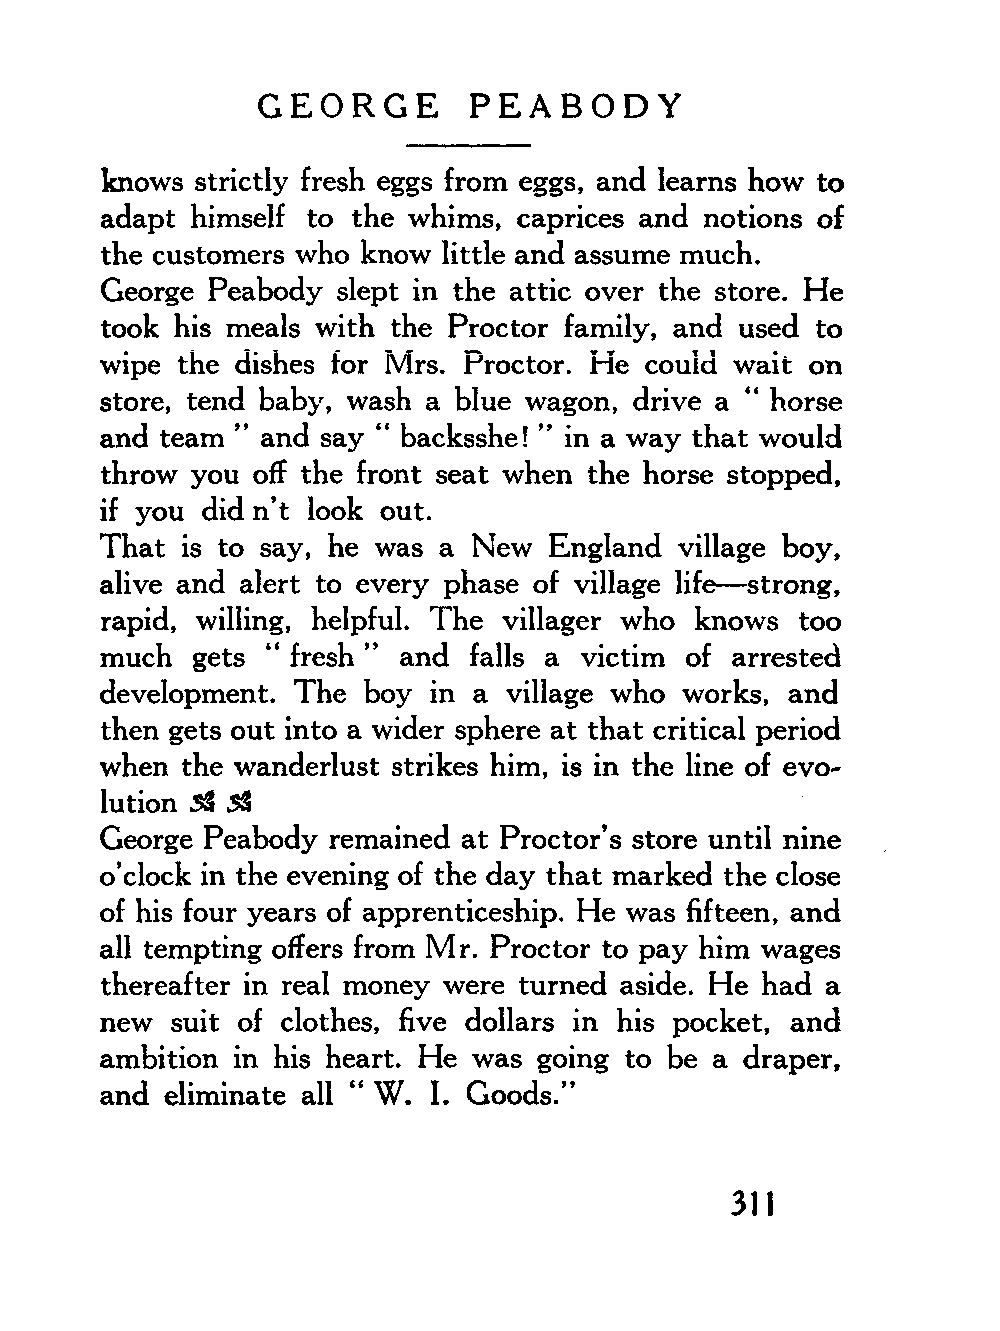 GEORGE PEABODY
knows strictly fresh eggs from eggs, and learns how to
adapt himself to the whims, caprices and notions of
the customers who know little and assume much.
George Peabody slept in the attic over the store. He
took his meals with the Proctor family, and used to
wipe the dishes for Mrs. Proctor. He could wait on
store, tend baby, wash a blue wagon, drive a “ horse
and team ” and say “ backsshe! ” in a way that would
throw you off the front seat when the horse stopped,
if you did n't look out.
That is to say, he was a New England village boy,
alive and alert to every phase of village life—strong,
rapid, willing, helpful. The villager who knows too
much gets “ fresh ” and falls a victim of arrested
development. The boy in a village who works, and
then gets out into a wider sphere at that critical period
when the wanderlust strikes him, is in the line of evo-
lution
George Peabody remained at Proctor's store until nine
o'clock in the evening of the day that marked the close
of his four years of apprenticeship. He was fifteen, and
all tempting offers from Mr. Proctor to pay him wages
thereafter in real money were turned aside. He had a
new suit of clothes, five dollars in his pocket, and
ambition in his heart. He was going to be a draper,
and eliminate all “ W. I. Goods.”
311